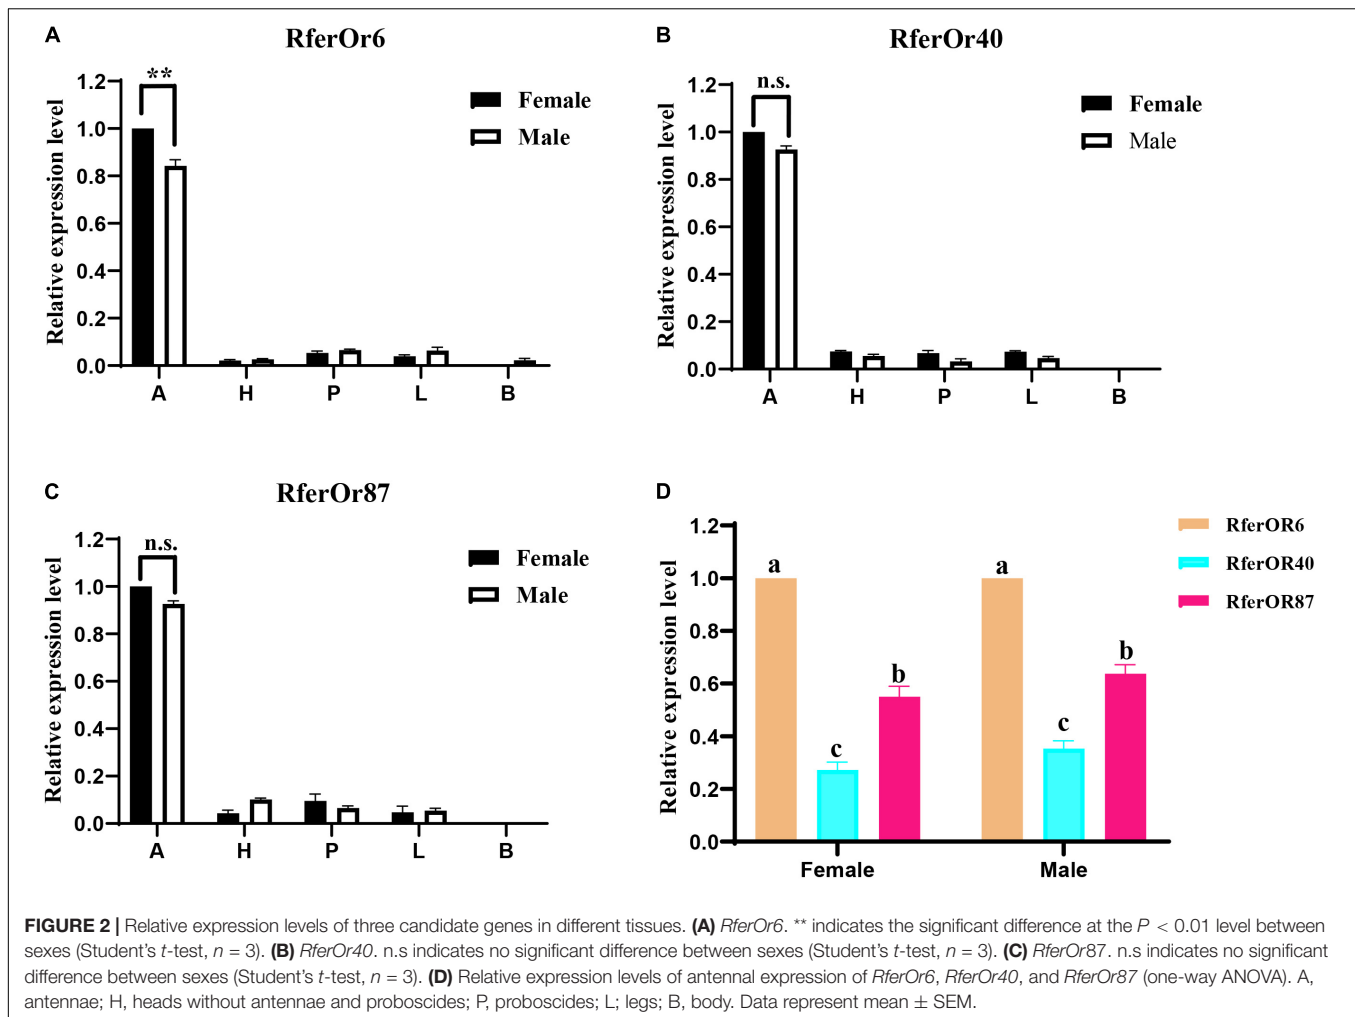 A
RferOr6
1.2
1.0
0.8
0.6
0.4
0.2
0.0
Relative expression level
**
Female
Male
A H P L B
B
RferOr40
1.2
1.0
0.8
0.6
0.4
0.2
0.0
Relative expression level
n.s.
Female
Male
A H P L B
C
RferOr87
1.2
1.0
0.8
0.6
0.4
0.2
0.0
Relative expression level
n.s.
Female
Male
A H P L B
D
1.2
1.0
0.8
0.6
0.4
0.2
0.0
Relative expression level
a c b a c b
RferOR6
RferOR40
RferOR87
Female Male
FIGURE 2 | Relative expression levels of three candidate genes in different tissues. (A) RferOr6. ** indicates the significant difference at the P < 0.01 level between
sexes (Student's t-test, n = 3). (B) RferOr40. n.s indicates no significant difference between sexes (Student's t-test, n = 3). (C) RferOr87. n.s indicates no significant
difference between sexes (Student's t-test, n = 3). (D) Relative expression levels of antennal expression of RferOr6, RferOr40, and RferOr87 (one-way ANOVA). A,
antennae; H, heads without antennae and proboscides; P, proboscides; L; legs; B, body. Data represent mean ± SEM.